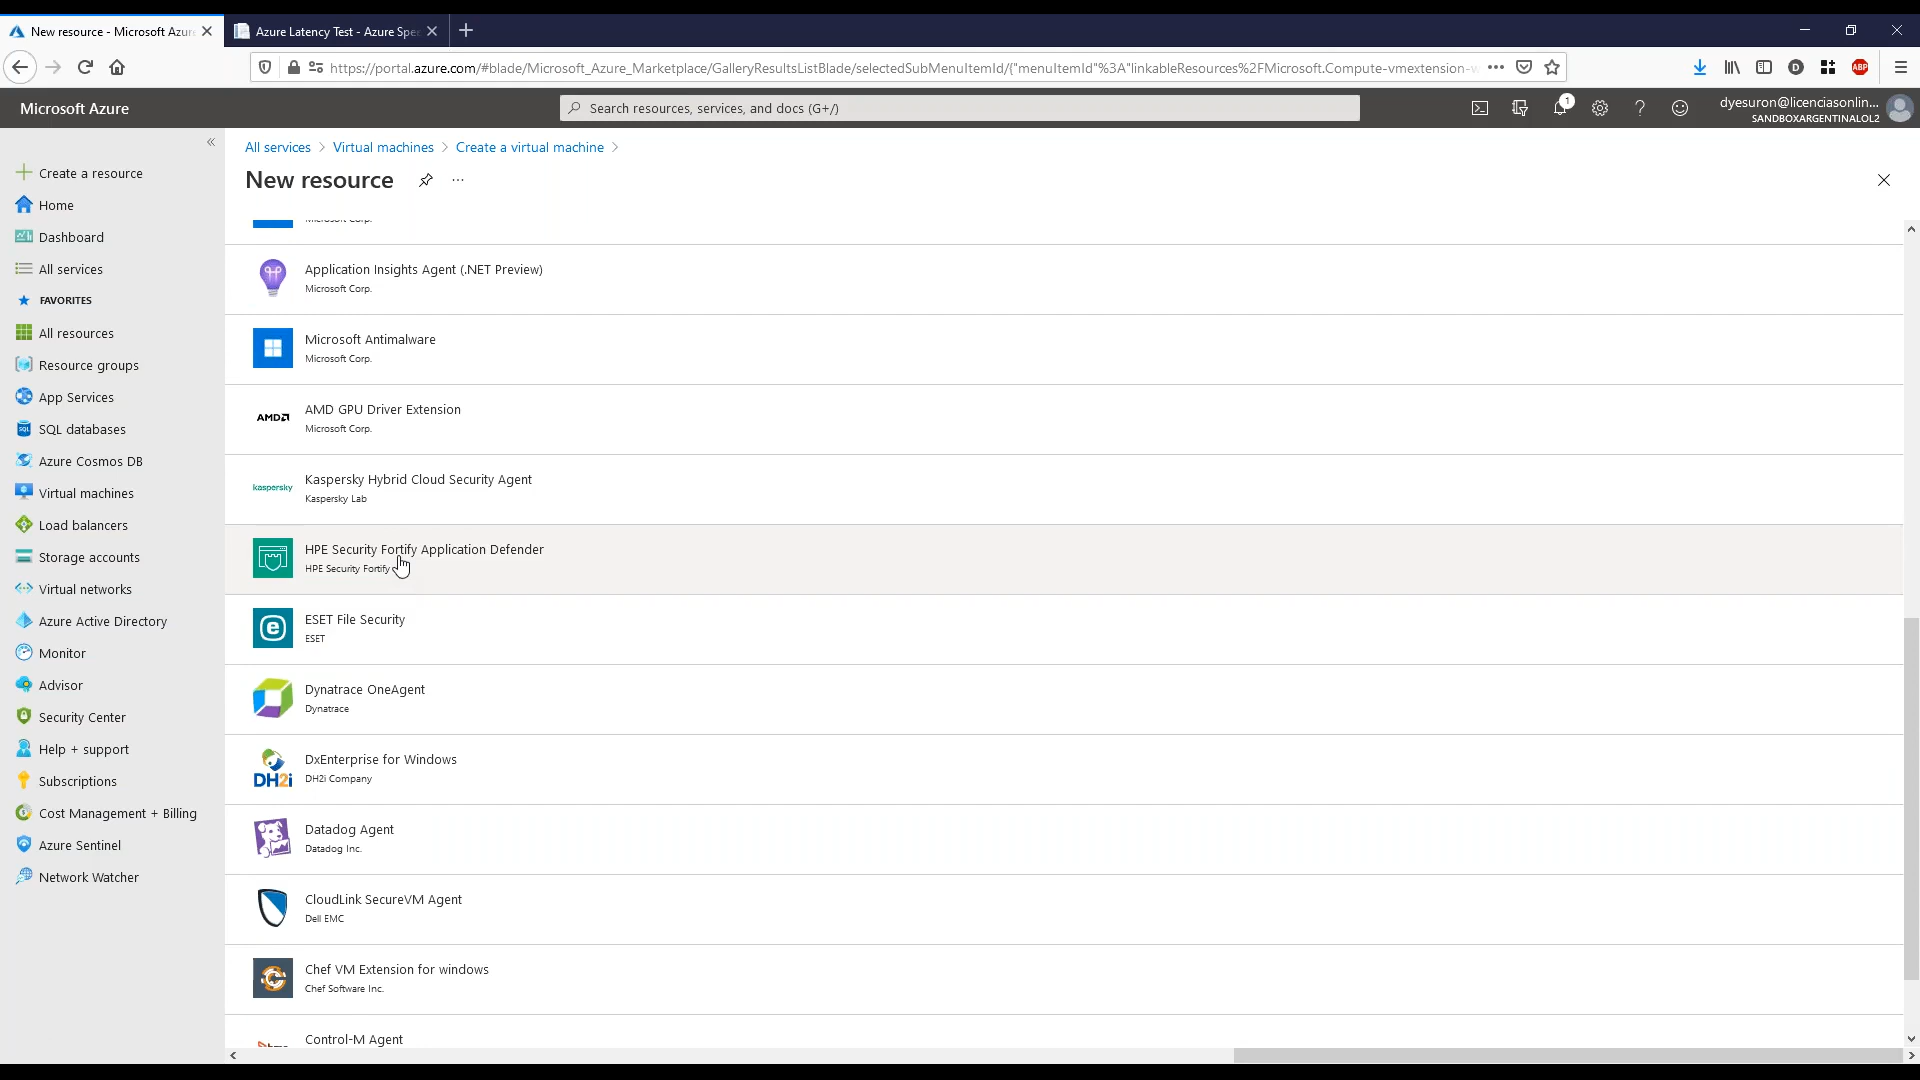 New resource - Microsoft Azur
Azure Latency Test - Azure Spe
https://portal.azure.com/#blade/Microsoft_Azure_Marketplace/GalleryResultsListBlade/selectedSubMenuItemId/{"menuItemId"%3A"linkableResources%2FMicrosoft.Compute-vmextension-w
D
ABP
Microsoft Azure
Search resources, services, and docs (G+/)
1
dyesuron@licenciasonlin...
SANDBOXARGENTINALOL2
All services
Virtual machines
Create a virtual machine
New resource
Create a resource
Home
Dashboard
All services
FAVORITES
All resources
Resource groups
App Services
SQL databases
Azure Cosmos DB
Virtual machines
Load balancers
Storage accounts
Virtual networks
Azure Active Directory
Monitor
Advisor
Security Center
Help + support
Subscriptions
Cost Management + Billing
Azure Sentinel
Network Watcher
Microsoft Corp.
Application Insights Agent (.NET Preview)
Microsoft Corp.
Microsoft Antimalware
Microsoft Corp.
AMD
AMD GPU Driver Extension
Microsoft Corp.
kaspersky
Kaspersky Hybrid Cloud Security Agent
Kaspersky Lab
HPE Security Fortify Application Defender
HPE Security Fortify
ESET File Security
ESET
Dynatrace OneAgent
Dynatrace
DH2i
DxEnterprise for Windows
DH2i Company
Datadog Agent
Datadog Inc.
CloudLink SecureVM Agent
Dell EMC
Chef VM Extension for windows
Chef Software Inc.
Control-M Agent